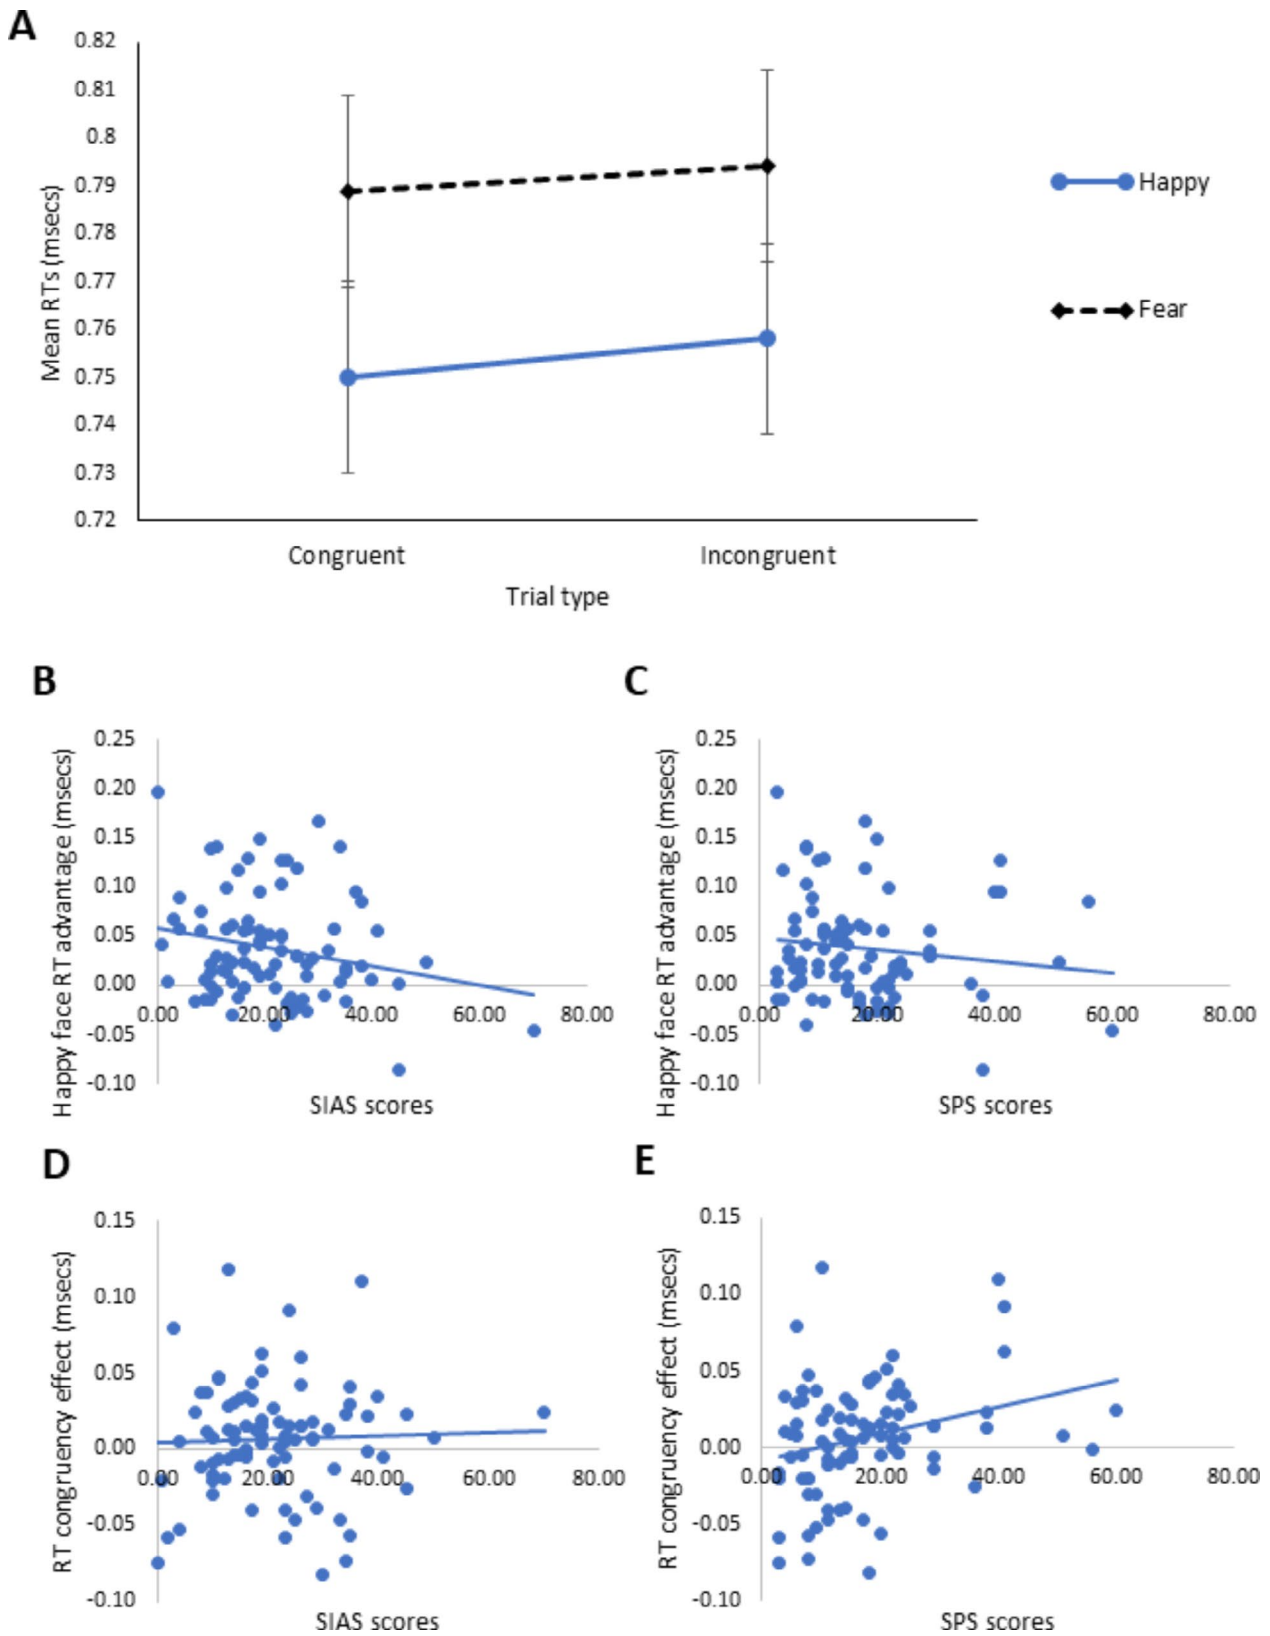 A
0.82
0.81
0.8
0.79
0.78
0.77
0.76
0.75
0.74
0.73
0.72
Mean RTs (msecs)
Congruent Incongruent
Trial type
Happy
Fear
B
0.25
0.20
0.15
0.10
0.05
0.00
-0.05
-0.10
Happy face RT advantage (msecs)
0.00 20.00 40.00 60.00 80.00
SIAS scores
C
0.25
0.20
0.15
0.10
0.05
0.00
-0.05
-0.10
Happy face RT advantage (msecs)
0.00 20.00 40.00 60.00 80.00
SPS scores
D
0.15
0.10
0.05
0.00
-0.05
-0.10
RT congruency effect (msecs)
0.00 20.00 40.00 60.00 80.00
SIAS scores
E
0.15
0.10
0.05
0.00
-0.05
-0.10
RT congruency effect (msecs)
0.00 20.00 40.00 60.00 80.00
SPS scores